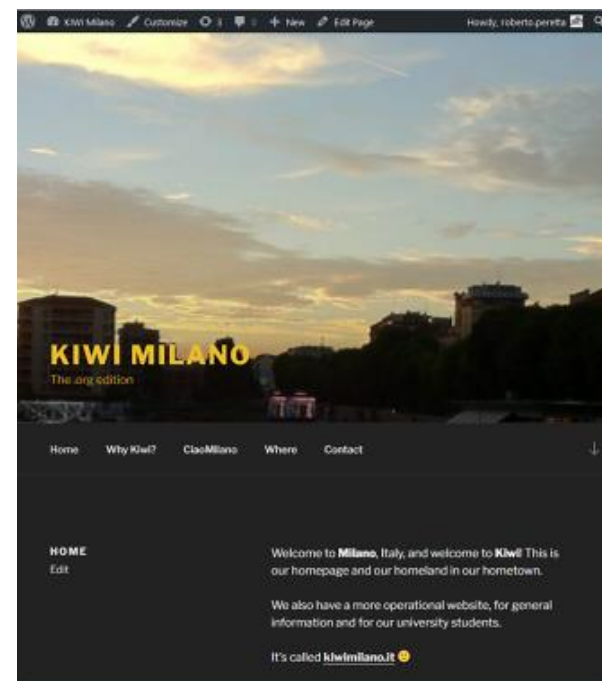 KIWI Milano Customize 3 0 + New Edit Page Howdy, roberto.peretta
KIWI MILANO
The .org edition
Home Why Kiwi? CiaoMilano Where Contact
HOME
Edit
Welcome to Milano, Italy, and welcome to Kiwi! This is
our homepage and our homeland in our hometown.
We also have a more operational website, for general
information and for our university students.
It's called kiwimilano.it 🙂